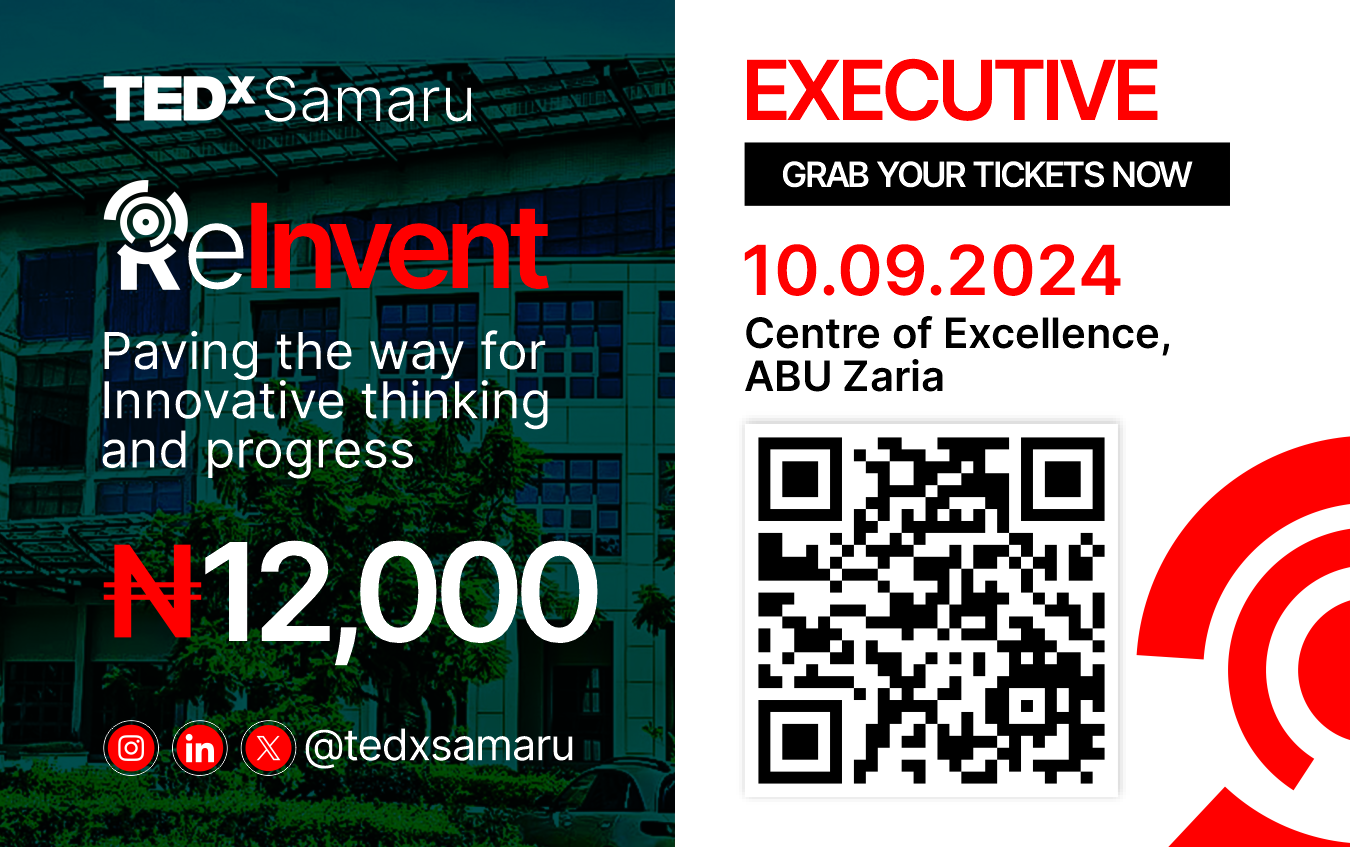 TEDx Samaru
ReInvent
Paving the way for
Innovative thinking
and progress
₦12,000
@tedxsamaru
EXECUTIVE
GRAB YOUR TICKETS NOW
10.09.2024
Centre of Excellence,
ABU Zaria